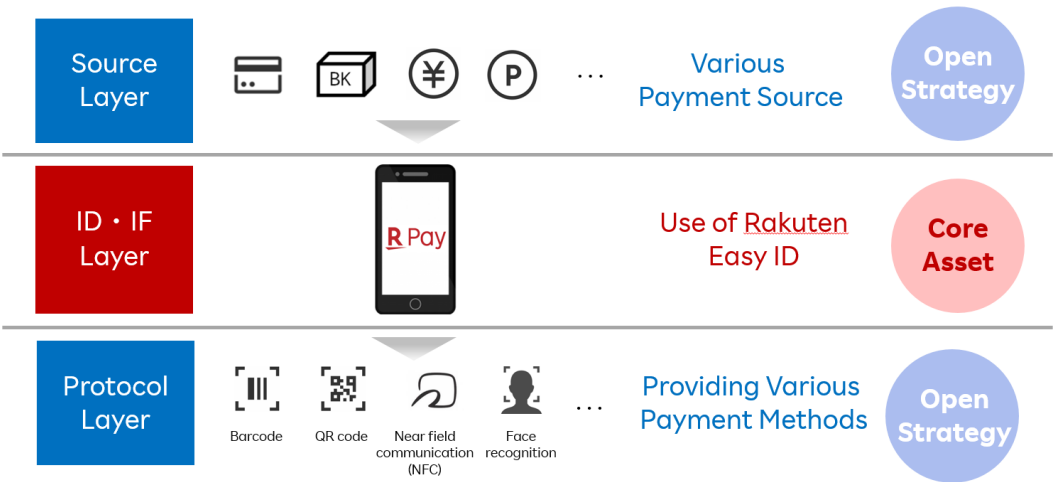 Source
Layer
BK
¥
P
...
Various
Payment Source
Open
Strategy
ID・IF
Layer
R Pay
Use of Rakuten
Easy ID
Core
Asset
Protocol
Layer
Barcode
QR code
Near field
communication
(NFC)
Face
recognition
...
Providing Various
Payment Methods
Open
Strategy